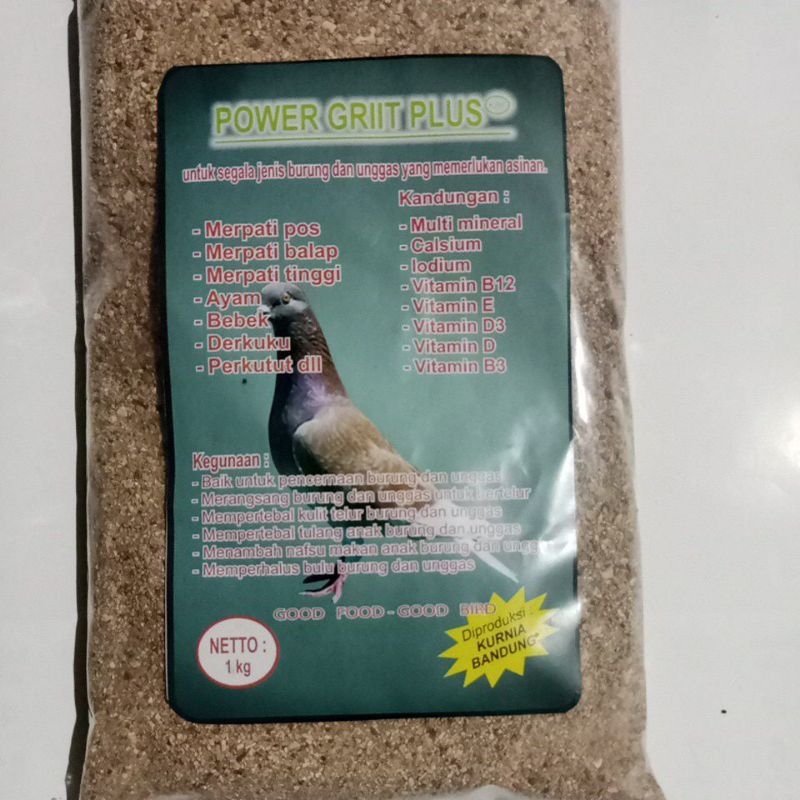 POWER GRIIT PLUS
untuk segala jenis burung dan unggas yang memerlukan asinan.
- Merpati pos
- Merpati balap
- Merpati tinggi
- Ayam
- Bebek
- Derkuku
- Perkutut dll
Kandungan :
- Multi mineral
- Calsium
- Iodium
- Vitamin B12
- Vitamin E
- Vitamin D3
- Vitamin D
- Vitamin B3
Kegunaan :
- Baik untuk pencernaan burung dan unggas
- Merangsang burung dan unggas untuk bertelur
- Mempertebal kulit telur burung dan unggas
- Mempertebal tulang anak burung dan unggas
- Menambah nafsu makan anak burung dan unggas
- Memperhalus bulu burung dan unggas
GOOD FOOD - GOOD BIRD
NETTO :
1 kg
Diproduksi :
KURNIA
BANDUNG